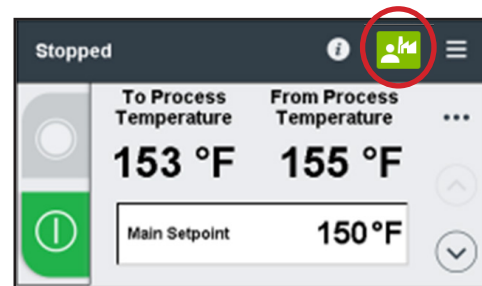 Stopped
To Process From Process
Temperature Temperature
153 °F 155 °F
Main Setpoint 150°F